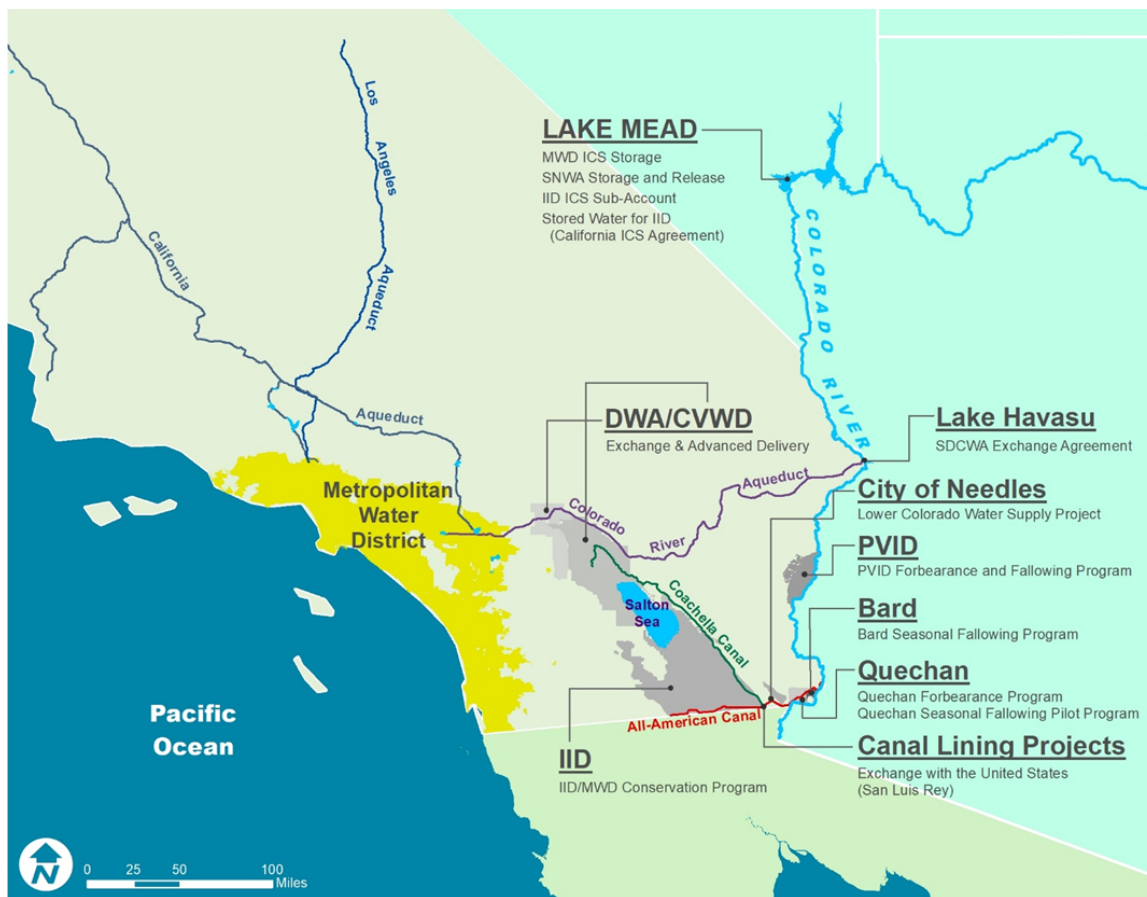 Los
Angeles
Aqueduct
California
Aqueduct
LAKE MEAD
MWD ICS Storage
SNWA Storage and Release
IID ICS Sub-Account
Stored Water for IID
(California ICS Agreement)
COLORADO RIVER
DWA/CVWD
Exchange & Advanced Delivery
Lake Havasu
SDCWA Exchange Agreement
Metropolitan
Water
District
Colorado
River
Aqueduct
City of Needles
Lower Colorado Water Supply Project
PVID
PVID Forbearance and Fallowing Program
Salton
Sea
Coachella Canal
Bard
Bard Seasonal Fallowing Program
Quechan
Quechan Forbearance Program
Quechan Seasonal Fallowing Pilot Program
All-American Canal
Canal Lining Projects
Exchange with the United States
(San Luis Rey)
IID
IID/MWD Conservation Program
Pacific
Ocean
N
0 25 50 100
Miles